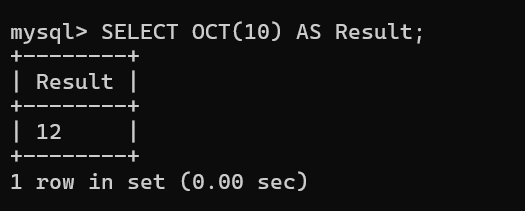 mysql> SELECT OCT(10) AS Result;
+--------+
| Result |
+--------+
| 12     |
+--------+
1 row in set (0.00 sec)